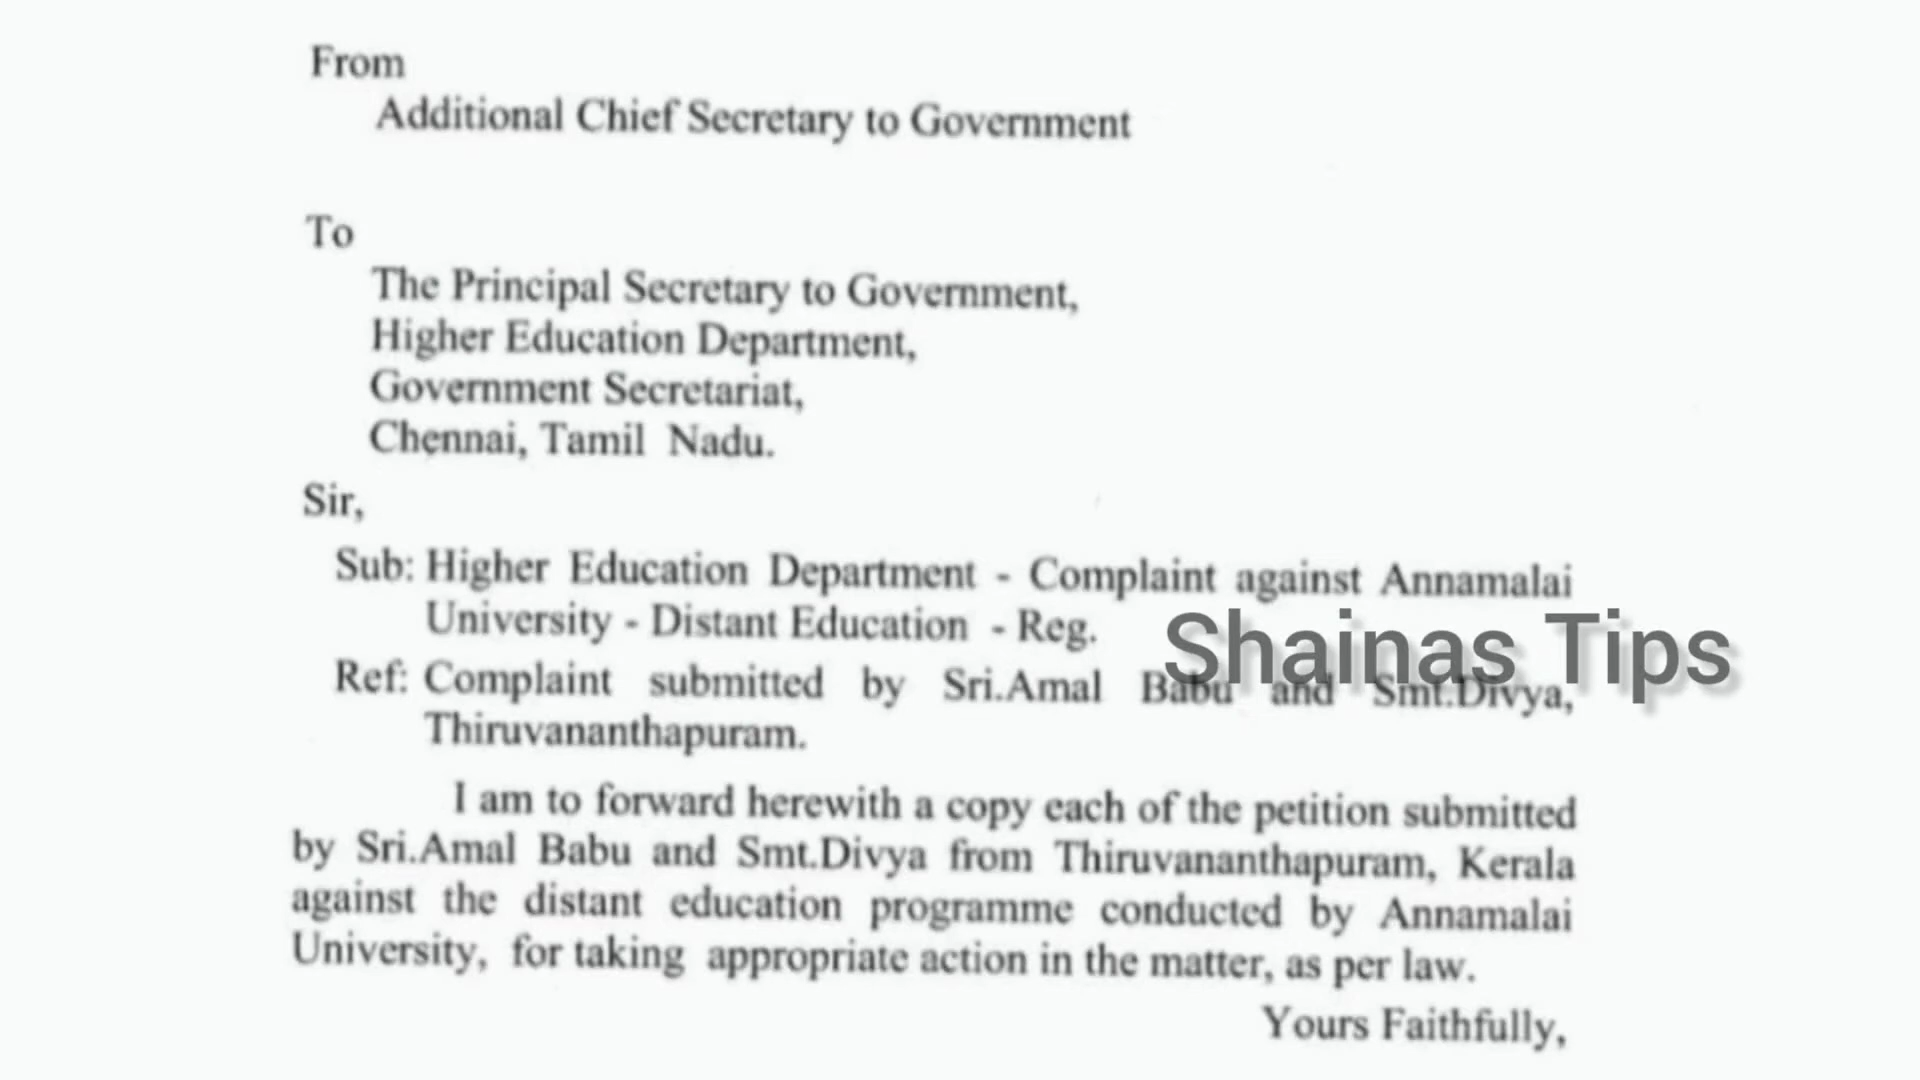 From
Additional Chief Secretary to Government
To
The Principal Secretary to Government,
Higher Education Department,
Government Secretariat,
Chennai, Tamil Nadu.
Sir,
Sub: Higher Education Department - Complaint against Annamalai
University - Distant Education - Reg.
Shainas Tips
Ref: Complaint submitted by Sri.Amal Babu and Smt.Divya,
Thiruvananthapuram.
I am to forward herewith a copy each of the petition submitted
by Sri.Amal Babu and Smt.Divya from Thiruvananthapuram, Kerala
against the distant education programme conducted by Annamalai
University, for taking appropriate action in the matter, as per law.
Yours Faithfully,